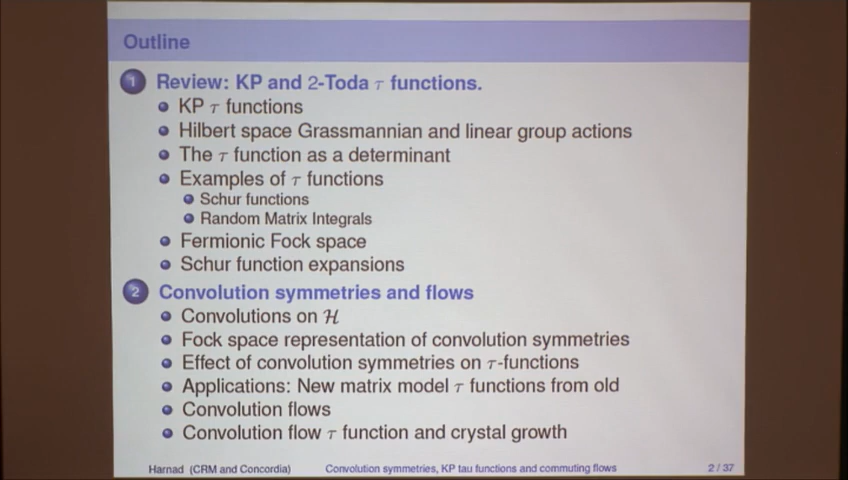 Outline
1 Review: KP and 2-Toda τ functions.
KP τ functions
Hilbert space Grassmannian and linear group actions
The τ function as a determinant
Examples of τ functions
Schur functions
Random Matrix Integrals
Fermionic Fock space
Schur function expansions
2 Convolution symmetries and flows
Convolutions on ℋ
Fock space representation of convolution symmetries
Effect of convolution symmetries on τ-functions
Applications: New matrix model τ functions from old
Convolution flows
Convolution flow τ function and crystal growth
Harnad (CRM and Concordia) Convolution symmetries, KP tau functions and commuting flows 2 / 37